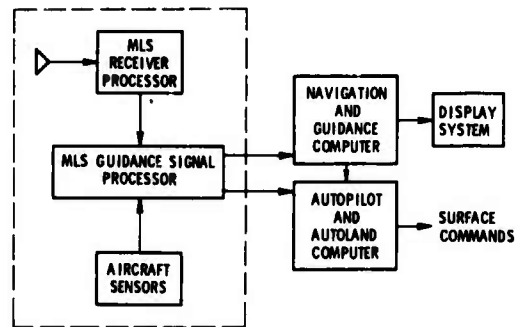 MLS
RECEIVER
PROCESSOR
MLS GUIDANCE SIGNAL
PROCESSOR
AIRCRAFT
SENSORS
NAVIGATION
AND
GUIDANCE
COMPUTER
DISPLAY
SYSTEM
AUTOPILOT
AND
AUTOLAND
COMPUTER
SURFACE
COMMANDS